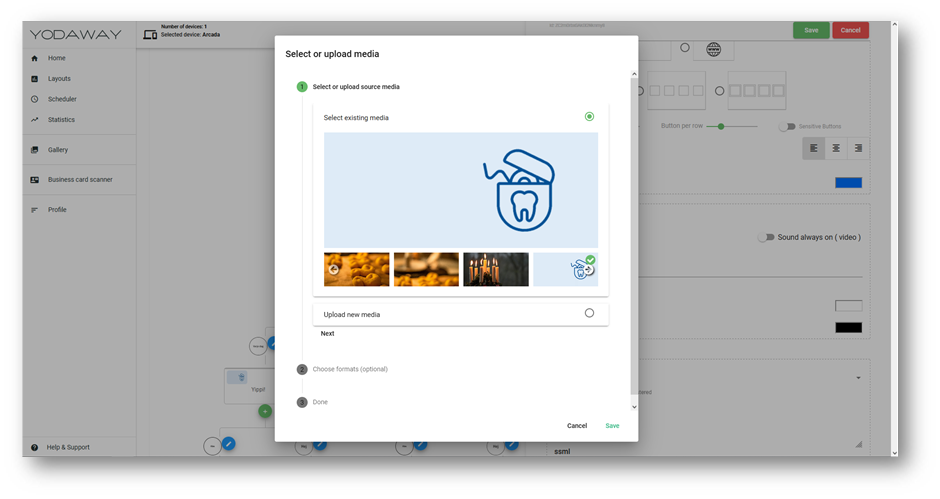 YODAWAY
Number of devices: 1
Selected device: Arcada
Save
Cancel
Home
Layouts
Scheduler
Statistics
Gallery
Business card scanner
Profile
Help & Support
Select or upload media
1 Select or upload source media
Select existing media
Upload new media
Next
2 Choose formats (optional)
3 Done
Cancel
Save
WWW
Button per row
Sensitive Buttons
Sound always on ( video )
Yippi!
ssml